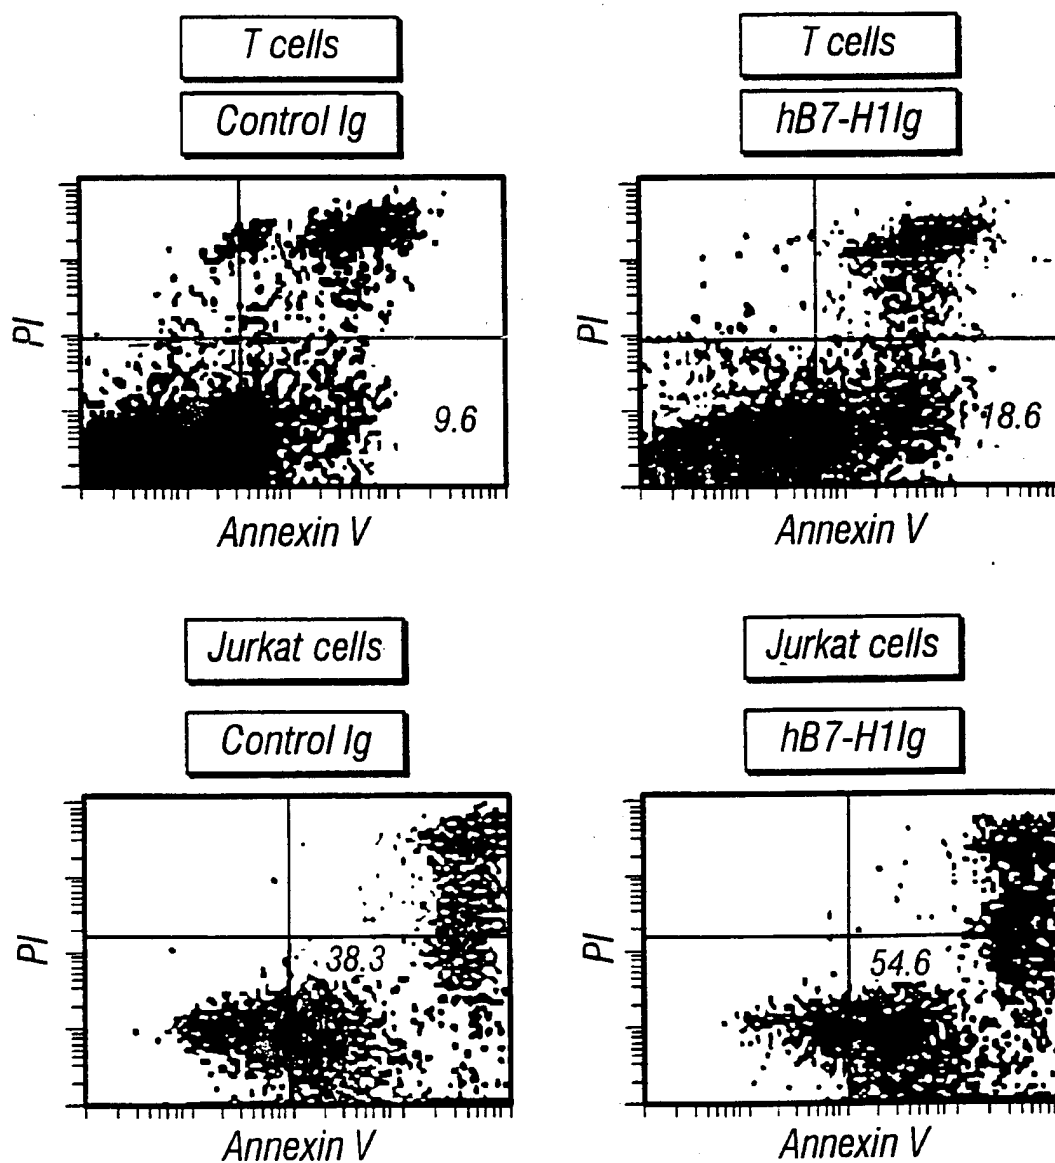 T cells
Control Ig
PI
9.6
Annexin V
T cells
hB7-H1Ig
PI
18.6
Annexin V
Jurkat cells
Control Ig
PI
38.3
Annexin V
Jurkat cells
hB7-H1Ig
PI
54.6
Annexin V